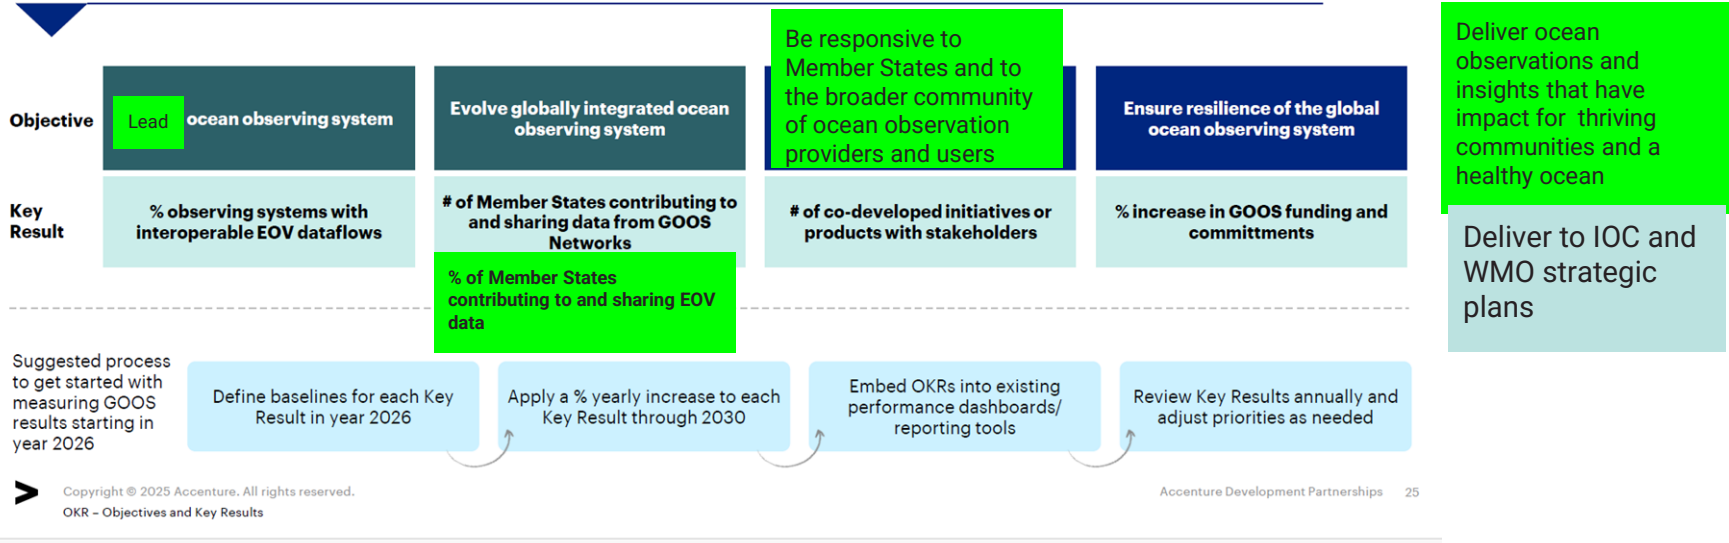 Objective
Lead ocean observing system
Evolve globally integrated ocean
observing system
Be responsive to
Member States and to
the broader community
of ocean observation
providers and users
Ensure resilience of the global
ocean observing system
Deliver ocean
observations and
insights that have
impact for thriving
communities and a
healthy ocean
Key
Result
% observing systems with
interoperable EOV dataflows
# of Member States contributing to
and sharing data from GOOS
Networks
% of Member States
contributing to and sharing EOV
data
# of co-developed initiatives or
products with stakeholders
% increase in GOOS funding and
committments
Deliver to IOC and
WMO strategic
plans
Suggested process
to get started with
measuring GOOS
results starting in
year 2026
Define baselines for each Key
Result in year 2026
Apply a % yearly increase to each
Key Result through 2030
Embed OKRs into existing
performance dashboards/
reporting tools
Review Key Results annually and
adjust priorities as needed
Copyright © 2025 Accenture. All rights reserved.
OKR – Objectives and Key Results
Accenture Development Partnerships 25